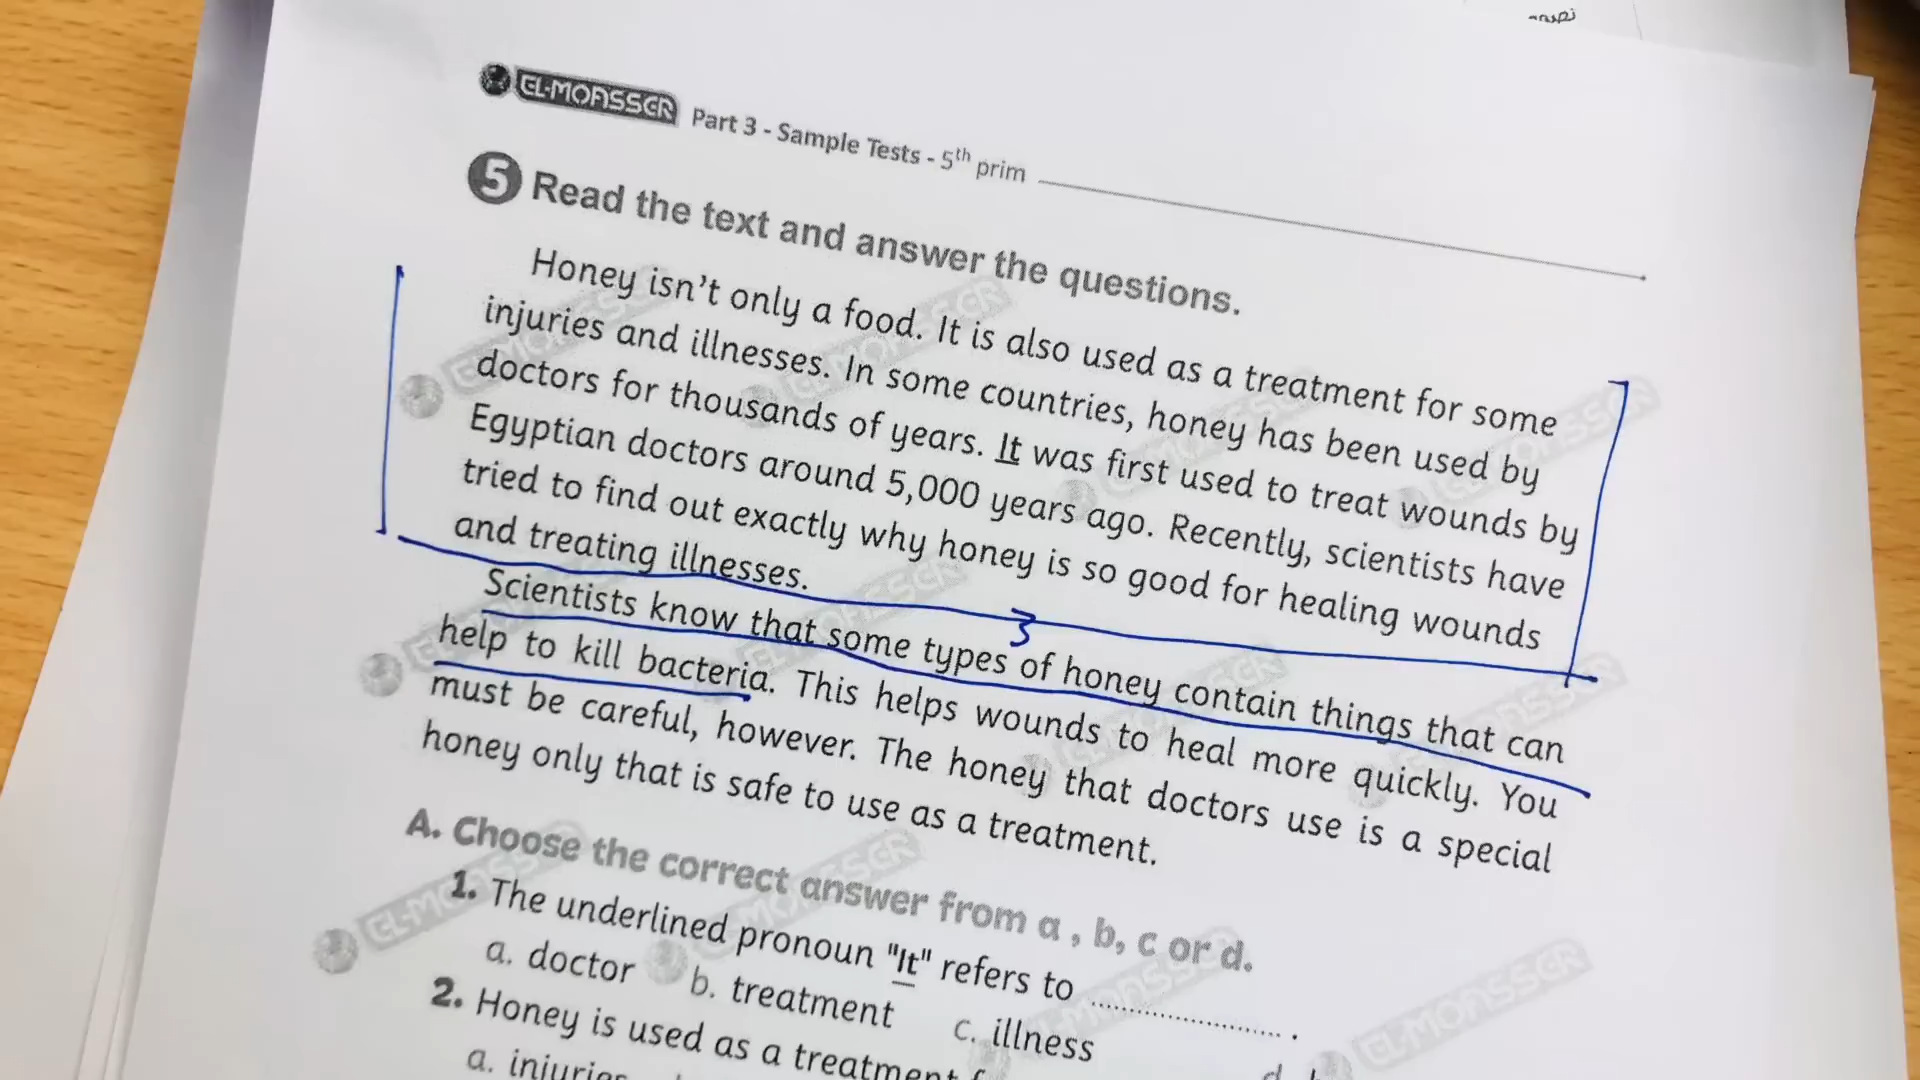 EL-MOASSER Part 3 - Sample Tests - 5th prim
5 Read the text and answer the questions.
Honey isn't only a food. It is also used as a treatment for some
injuries and illnesses. In some countries, honey has been used by
doctors for thousands of years. It was first used to treat wounds by
Egyptian doctors around 5,000 years ago. Recently, scientists have
tried to find out exactly why honey is so good for healing wounds
and treating illnesses.
3
Scientists know that some types of honey contain things that can
help to kill bacteria. This helps wounds to heal more quickly. You
must be careful, however. The honey that doctors use is a special
honey only that is safe to use as a treatment.
A. Choose the correct answer from a , b, c or d.
1. The underlined pronoun "It" refers to ........................ .
a. doctor b. treatment c. illness
2. Honey is used as a treatment
a. injuries